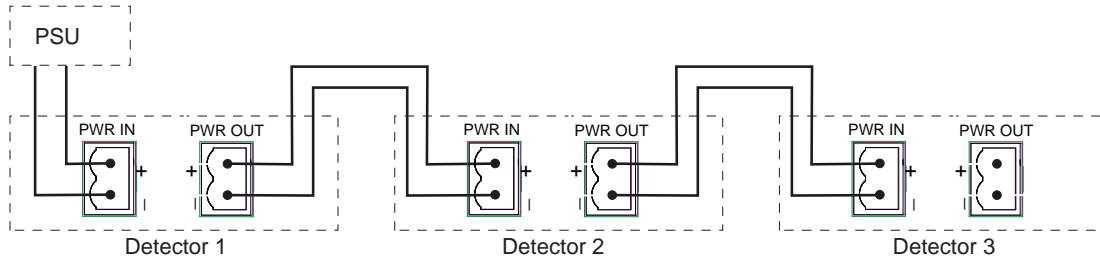 PSU
PWR IN
PWR OUT
PWR IN
PWR OUT
PWR IN
PWR OUT
+
+
+
+
+
+
|
|
|
|
|
|
Detector 1
Detector 2
Detector 3